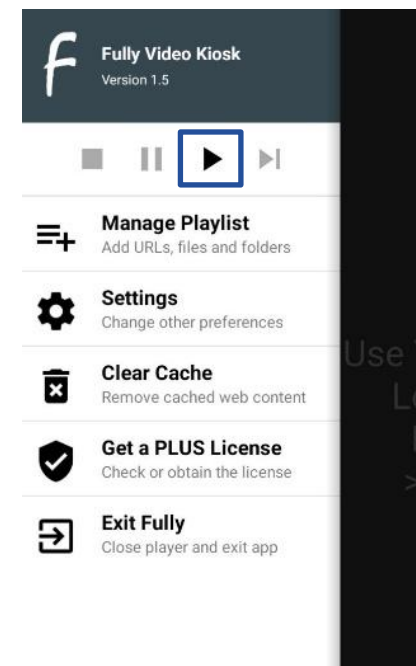 Fully Video Kiosk
Version 1.5
Manage Playlist
Add URLs, files and folders
Settings
Change other preferences
Use
Clear Cache
Remove cached web content
Get a PLUS License
Check or obtain the license
Exit Fully
Close player and exit app